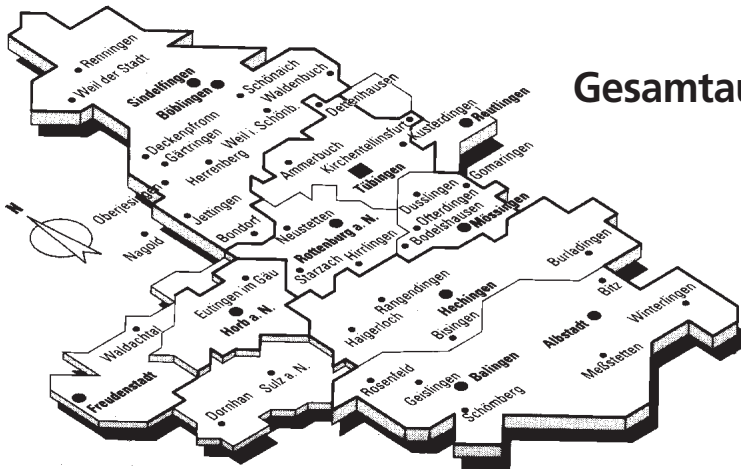 Gesamtau
Renningen
Weil der Stadt
Sindelfingen
Böblingen
Schönaich
Waldenbuch
Dettenhausen
Deckenpfronn
Gärtringen
Weil i. Schönb.
Herrenberg
Ammerbuch
Kirchentellinsfurt
Kusterdingen
Reutlingen
Tübingen
Gomaringen
Oberjesingen
Jettingen
Nagold
Bondorf
Neustetten
Rottenburg a. N.
Starzach
Hirrlingen
Dusslingen
Ofterdingen
Bodelshausen
Mössingen
N
Eutingen im Gäu
Horb a. N.
Waldachtal
Freudenstadt
Dornhan
Sulz a. N.
Rangendingen
Haigerloch
Hechingen
Bisingen
Burladingen
Bitz
Albstadt
Winterlingen
Meßstetten
Rosenfeld
Geislingen
Balingen
Schömberg